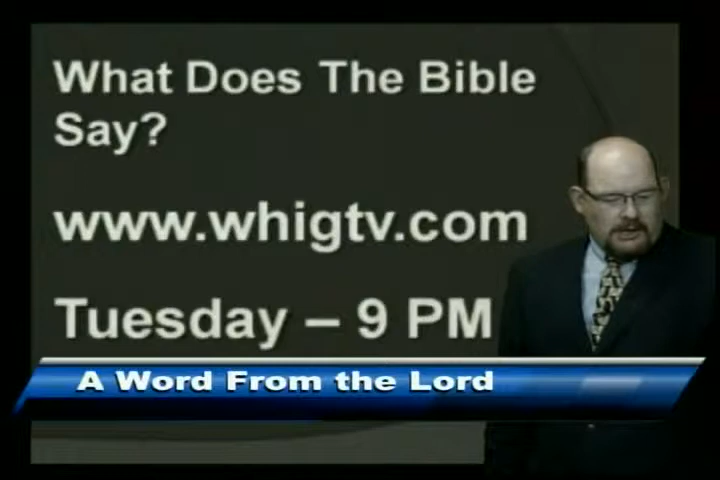 What Does The Bible
Say?
www.whigtv.com
Tuesday – 9 PM
A Word From the Lord